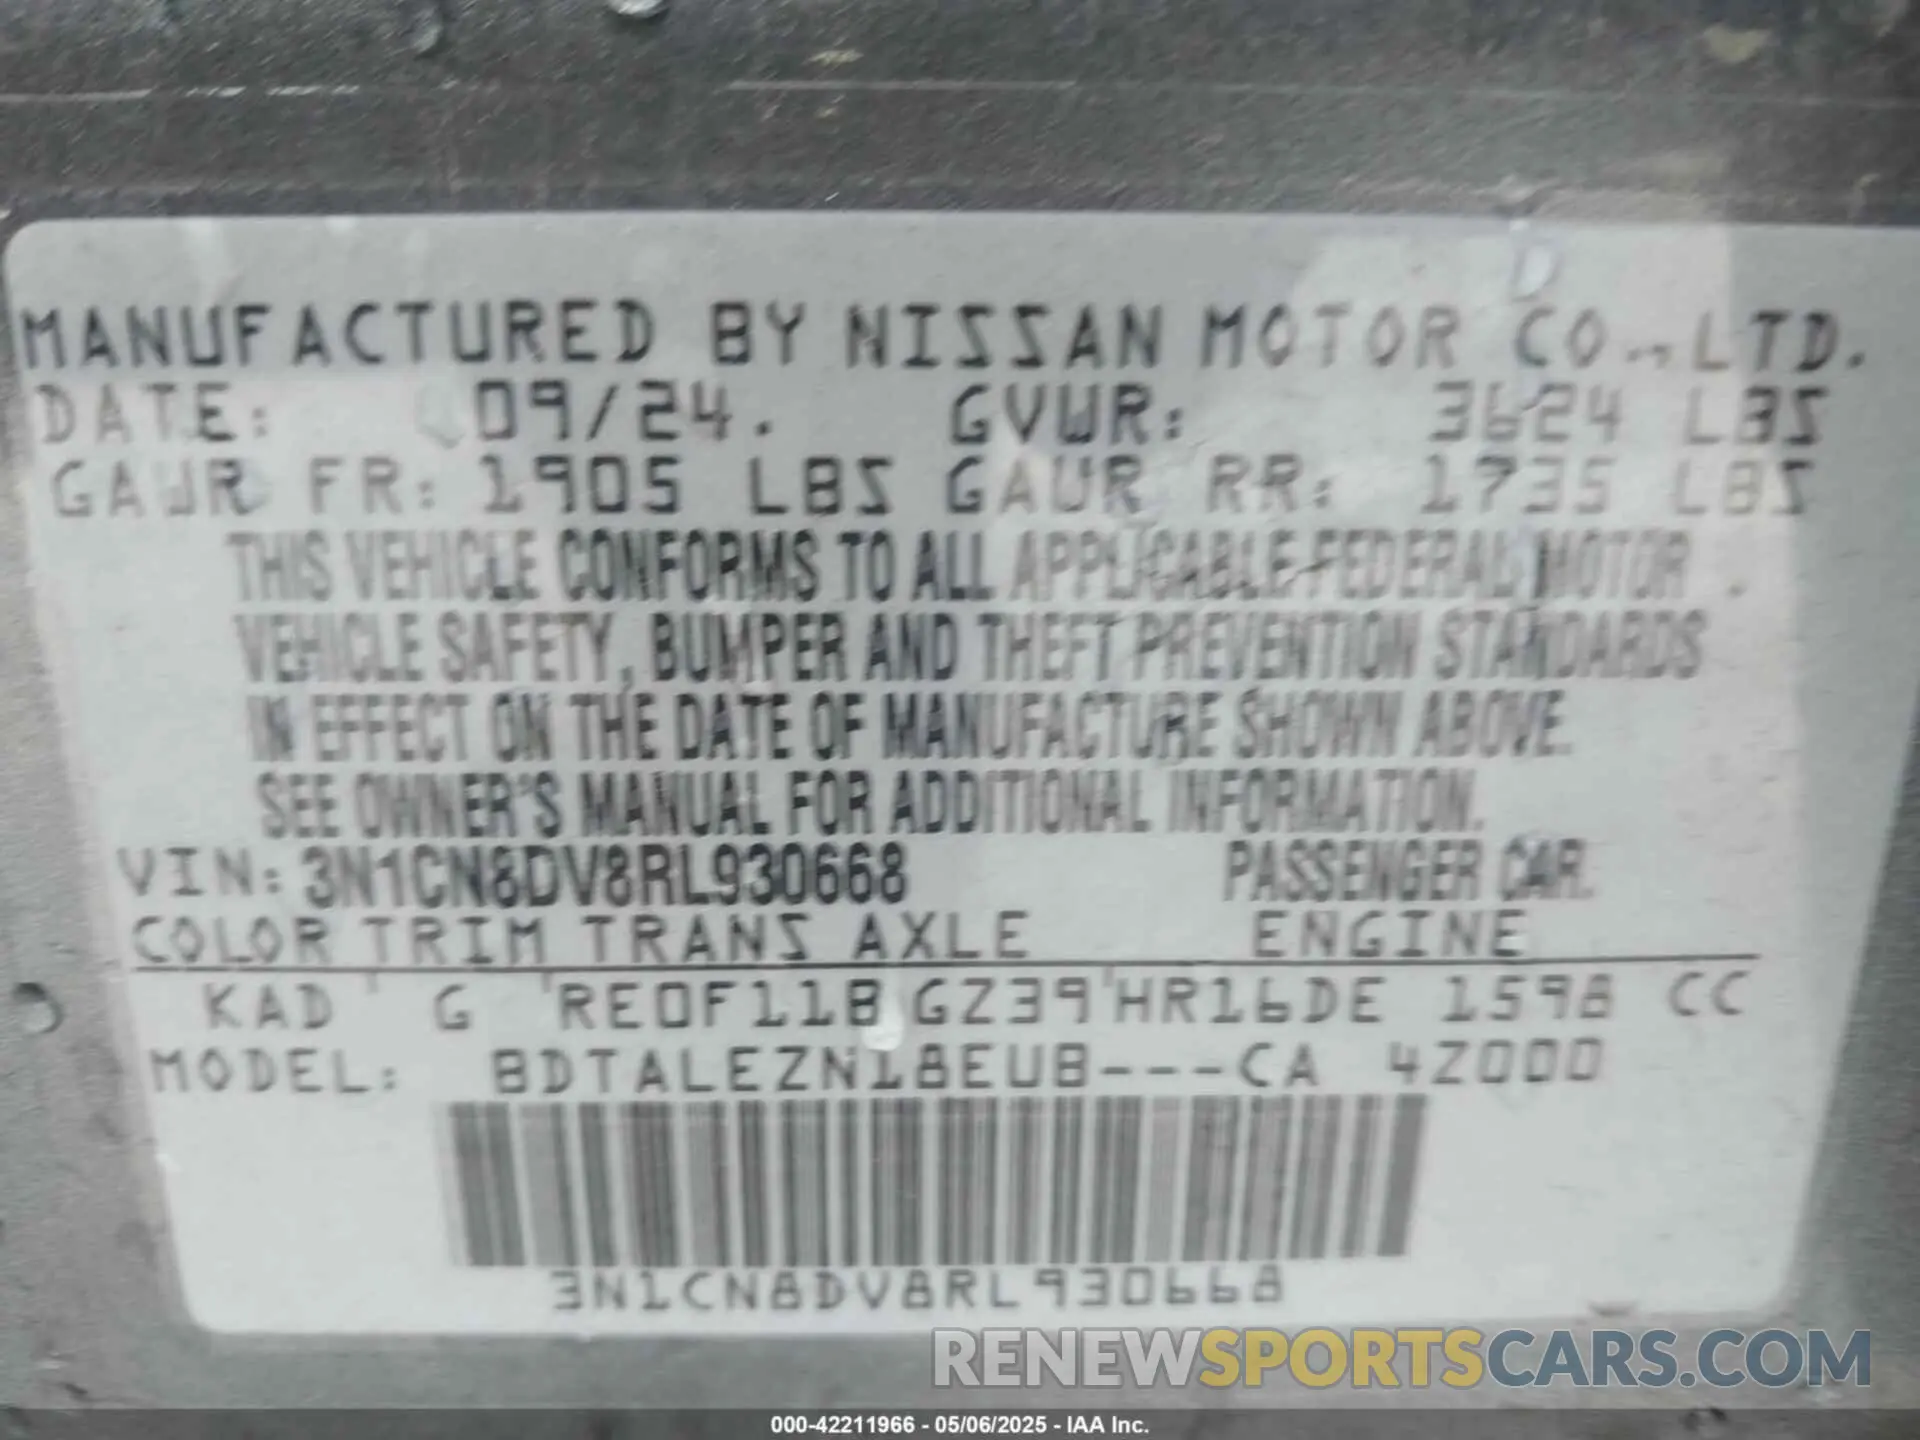 MANUFACTURED BY NISSAN MOTOR CO., LTD.
DATE: 09/24. GVWR: 3624 LBS
GAWR FR: 1905 LBS GAWR RR: 1735 LBS
THIS VEHICLE CONFORMS TO ALL APPLICABLE FEDERAL MOTOR
VEHICLE SAFETY, BUMPER AND THEFT PREVENTION STANDARDS
IN EFFECT ON THE DATE OF MANUFACTURE SHOWN ABOVE.
SEE OWNER'S MANUAL FOR ADDITIONAL INFORMATION.
VIN: 3N1CN8DV8RL930668 PASSENGER CAR.
COLOR TRIM TRANS AXLE ENGINE
KAD G RE0F11B GZ39 HR16DE 1598 CC
MODEL: BDTALEZN18EUB---CA 4Z000
3N1CN8DV8RL930668
RENEWSPORTSCARS.COM
000-42211966 - 05/06/2025 - IAA Inc.